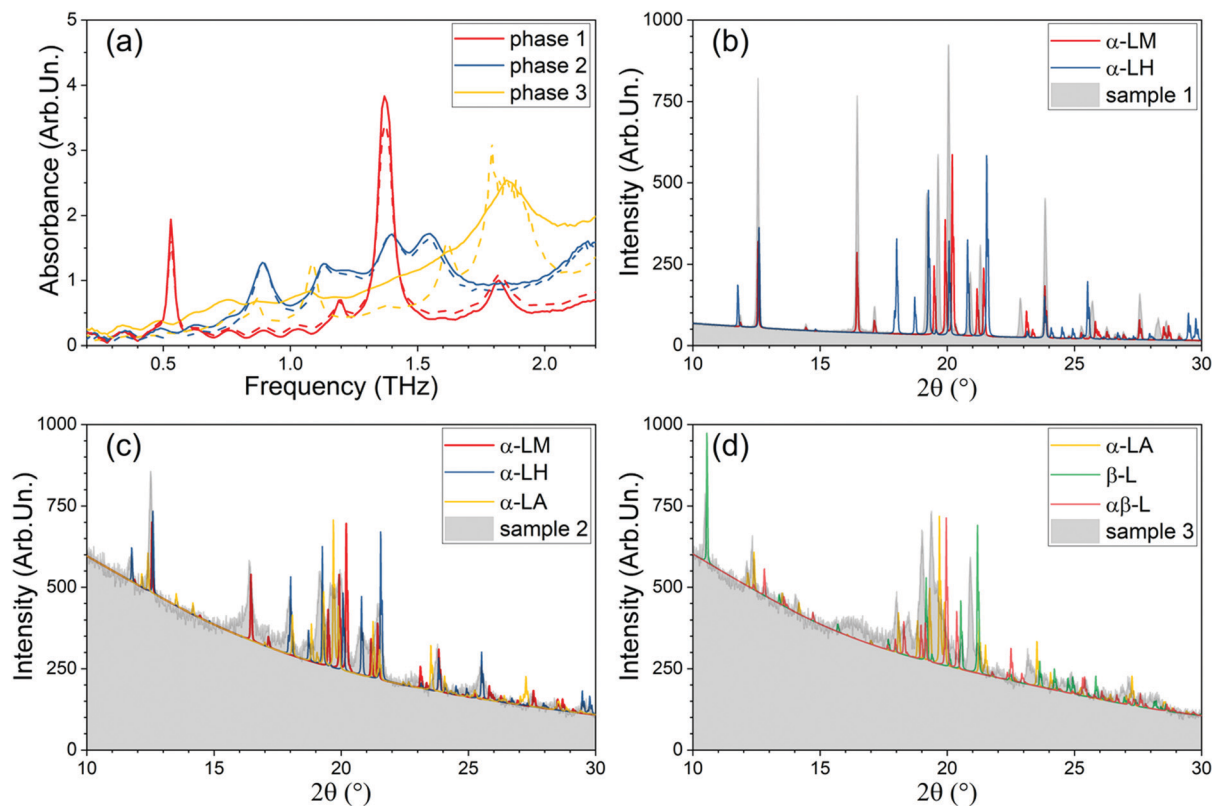 (a)
phase 1
phase 2
phase 3
Absorbance (Arb.Un.)
5
4
3
2
1
0
0.5
1.0
1.5
2.0
Frequency (THz)
(b)
α-LM
α-LH
sample 1
Intensity (Arb.Un.)
1000
750
500
250
0
10
15
20
25
30
2θ (°)
(c)
α-LM
α-LH
α-LA
sample 2
Intensity (Arb.Un.)
1000
750
500
250
0
10
15
20
25
30
2θ (°)
(d)
α-LA
β-L
αβ-L
sample 3
Intensity (Arb.Un.)
1000
750
500
250
0
10
15
20
25
30
2θ (°)